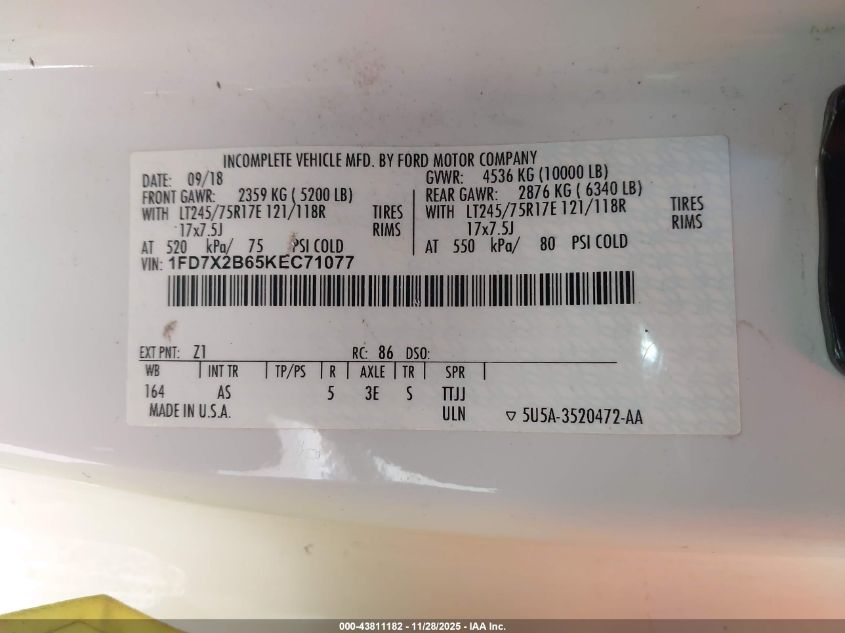 INCOMPLETE VEHICLE MFD. BY FORD MOTOR COMPANY
DATE: 09/18 GVWR: 4536 KG (10000 LB)
FRONT GAWR: 2359 KG ( 5200 LB) REAR GAWR: 2876 KG ( 6340 LB)
WITH LT245/75R17E 121/118R TIRES WITH LT245/75R17E 121/118R TIRES
17x7.5J RIMS 17x7.5J RIMS
AT 520 kPa/ 75 PSI COLD AT 550 kPa/ 80 PSI COLD
VIN: 1FD7X2B65KEC71077
EXT PNT: Z1 RC: 86 DSO:
WB INT TR TP/PS R AXLE TR SPR
164 AS 5 3E S TTJJ
MADE IN U.S.A. ULN ▽ 5U5A-3520472-AA
000-43811182 - 11/28/2025 - IAA Inc.